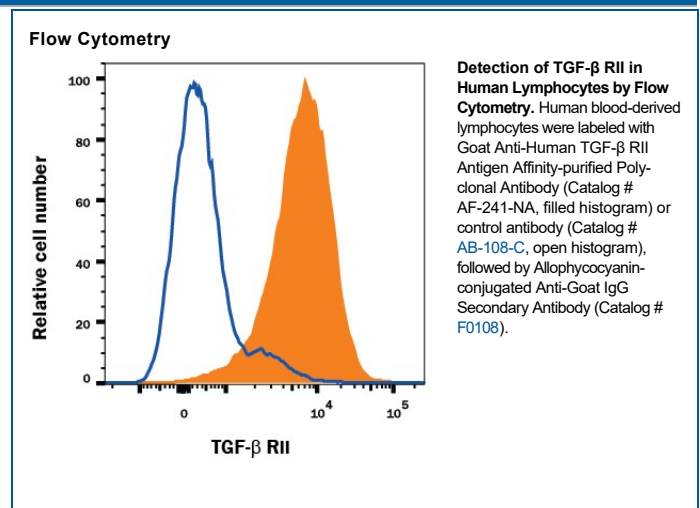 Flow Cytometry
100
80
60
40
20
0
Relative cell number
0
10^4
10^5
TGF-β RII
Detection of TGF-β RII in
Human Lymphocytes by Flow
Cytometry. Human blood-derived
lymphocytes were labeled with
Goat Anti-Human TGF-β RII
Antigen Affinity-purified Poly-
clonal Antibody (Catalog #
AF-241-NA, filled histogram) or
control antibody (Catalog #
AB-108-C, open histogram),
followed by Allophycocyanin-
conjugated Anti-Goat IgG
Secondary Antibody (Catalog #
F0108).